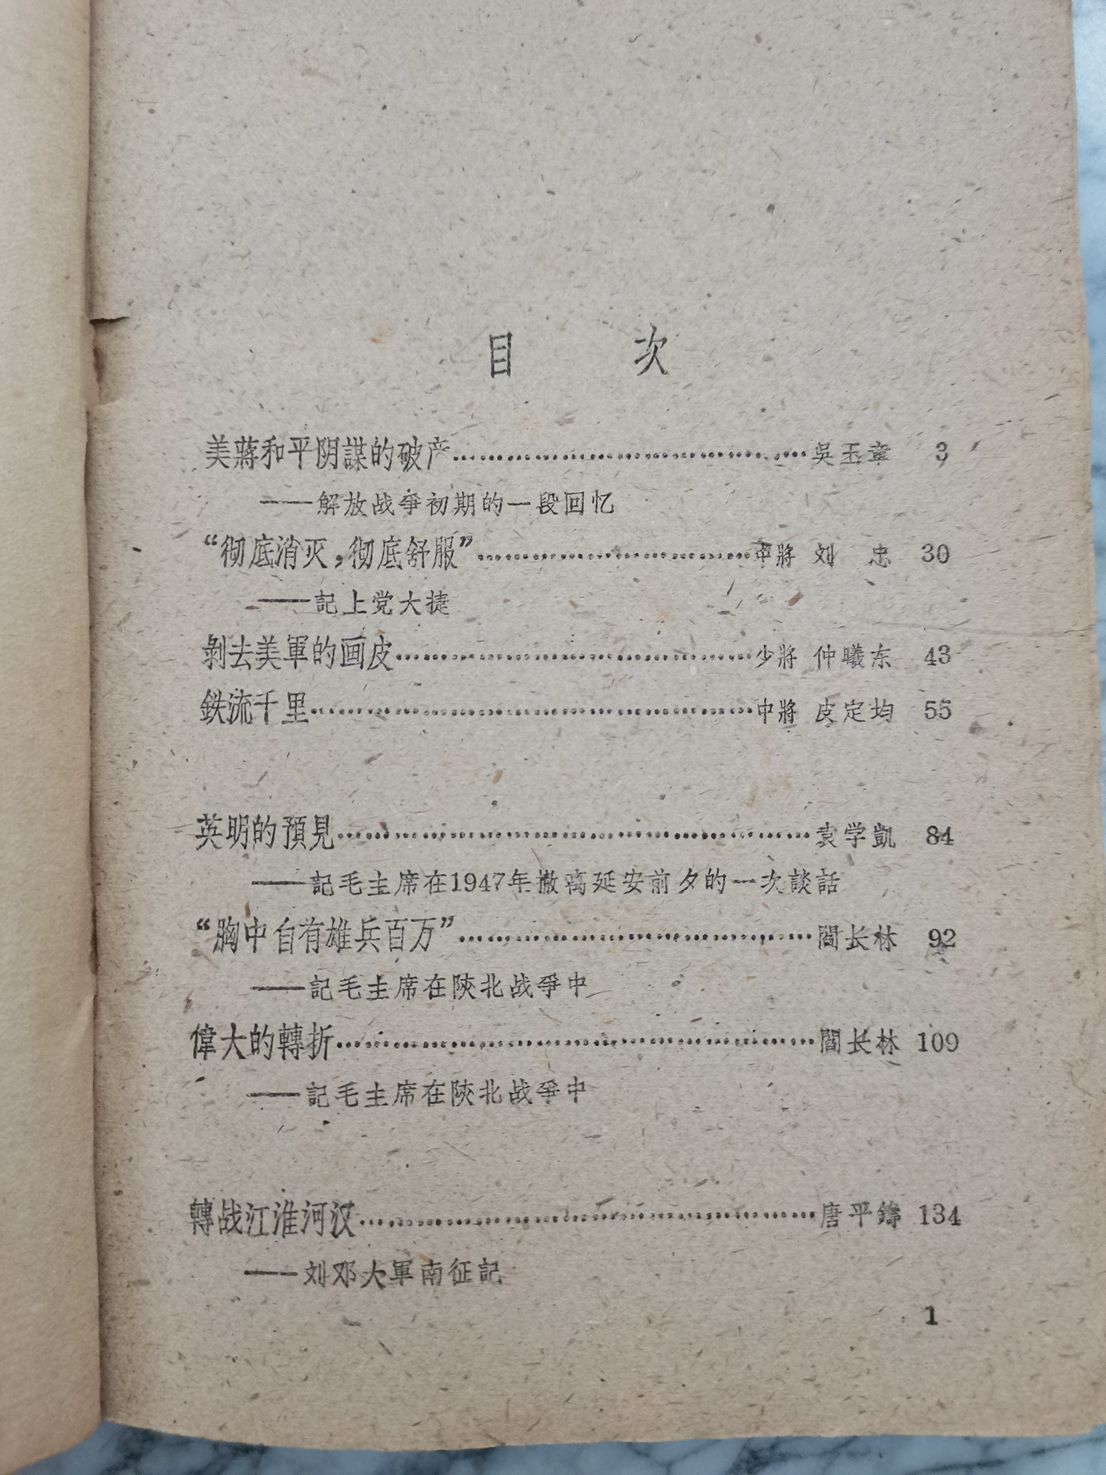 目 次
美蔣和平阴謀的破产……………………………………吳玉章 3
——解放战爭初期的一段回忆
“彻底消灭，彻底舒服”……………………………中將 刘 忠 30
——記上党大捷
剝去美軍的画皮……………………………………少將 仲曦东 43
鉄流千里……………………………………………中將 皮定均 55
英明的預見…………………………………………………袁学凱 84
——記毛主席在1947年撤离延安前夕的一次談話
“胸中自有雄兵百万”……………………………………閻长林 92
——記毛主席在陝北战爭中
偉大的轉折…………………………………………………閻长林 109
——記毛主席在陝北战爭中
轉战江淮河汉………………………………………………唐平鑄 134
——刘邓大軍南征記
1